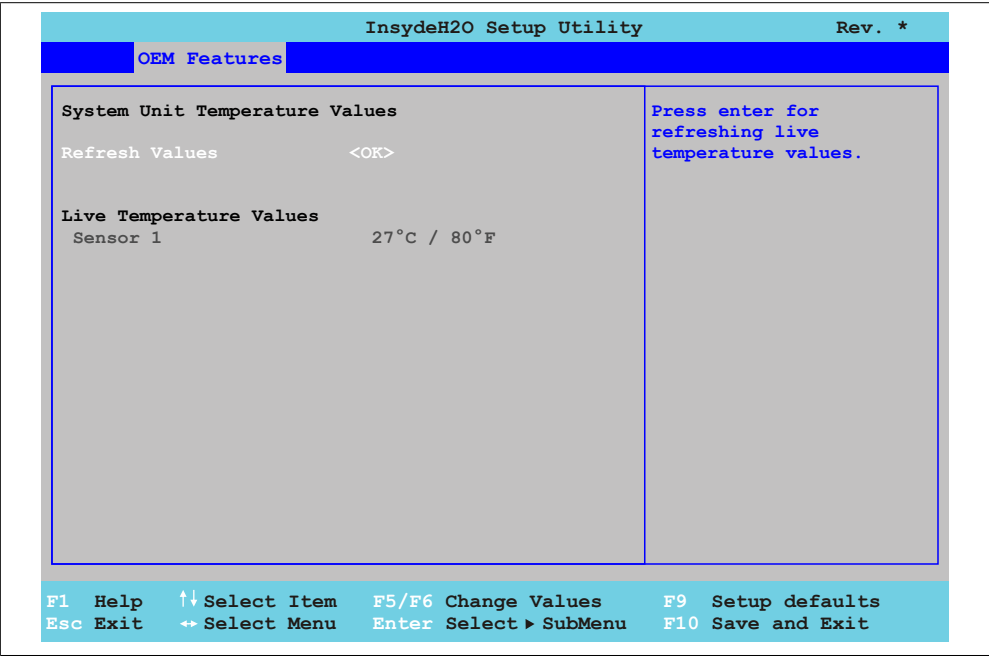 InsydeH2O Setup Utility Rev. *
OEM Features
System Unit Temperature Values
Refresh Values <OK>
Live Temperature Values
Sensor 1 27°C / 80°F
Press enter for
refreshing live
temperature values.
F1 Help ↑↓ Select Item F5/F6 Change Values F9 Setup defaults
Esc Exit ↔ Select Menu Enter Select ▶ SubMenu F10 Save and Exit